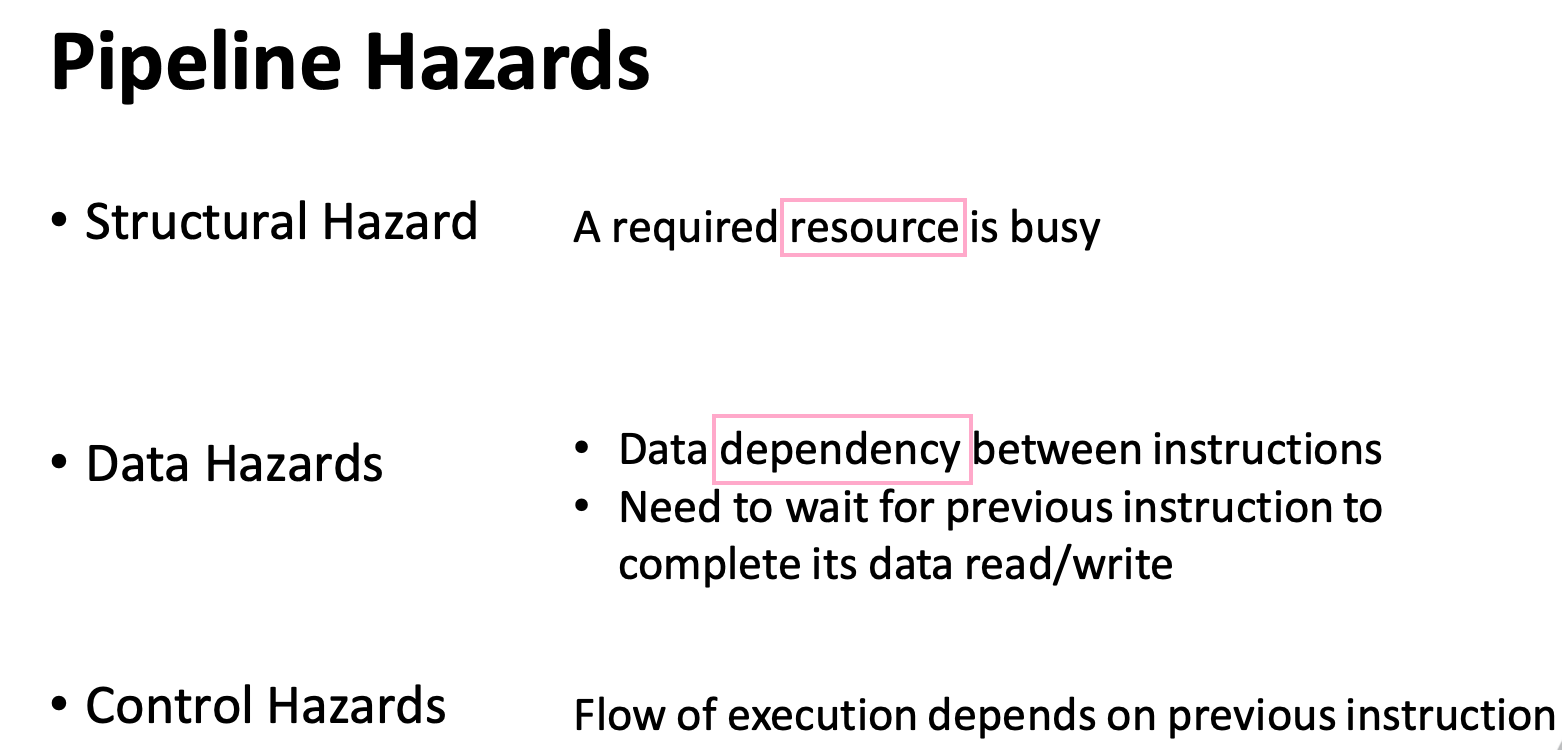 Pipeline Hazards
• Structural Hazard
A required resource is busy
• Data Hazards
• Data dependency between instructions
• Need to wait for previous instruction to
complete its data read/write
• Control Hazards
Flow of execution depends on previous instruction